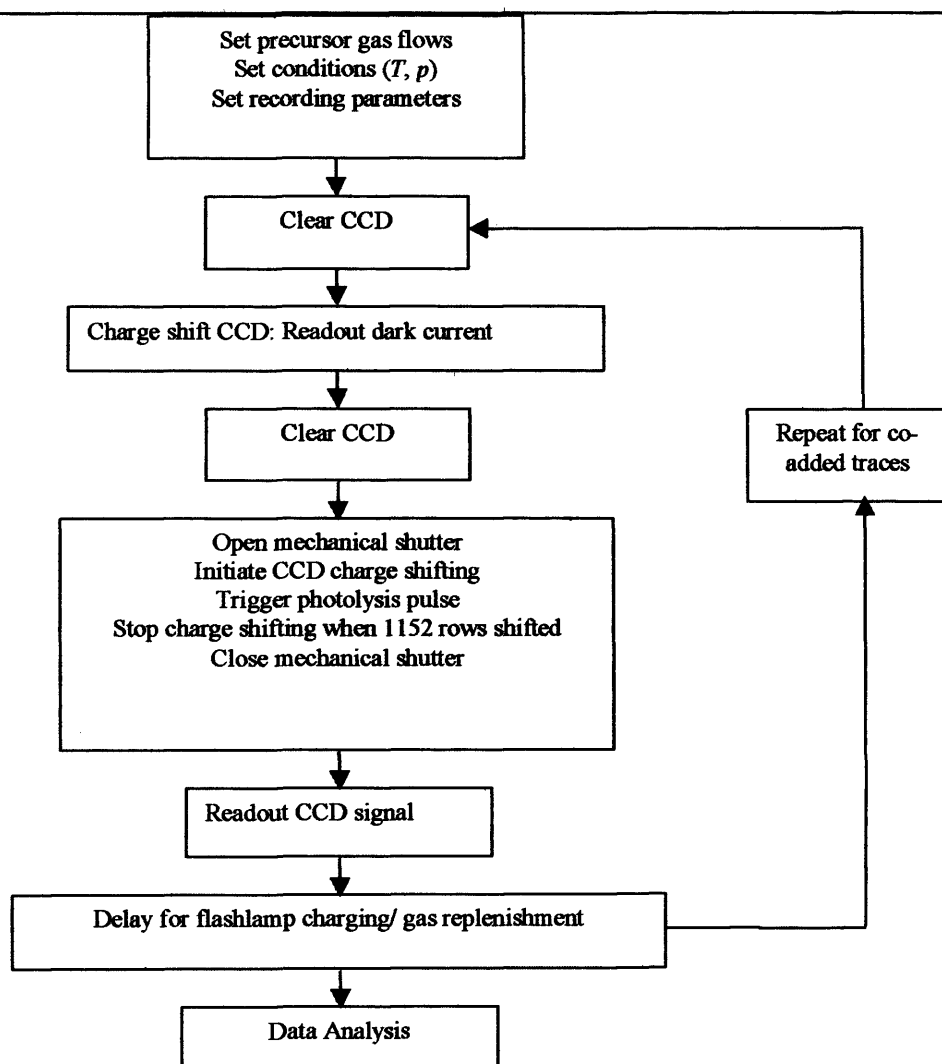 Set precursor gas flows
Set conditions (T, p)
Set recording parameters
Clear CCD
Charge shift CCD: Readout dark current
Clear CCD
Repeat for co-
added traces
Open mechanical shutter
Initiate CCD charge shifting
Trigger photolysis pulse
Stop charge shifting when 1152 rows shifted
Close mechanical shutter
Readout CCD signal
Delay for flashlamp charging/ gas replenishment
Data Analysis